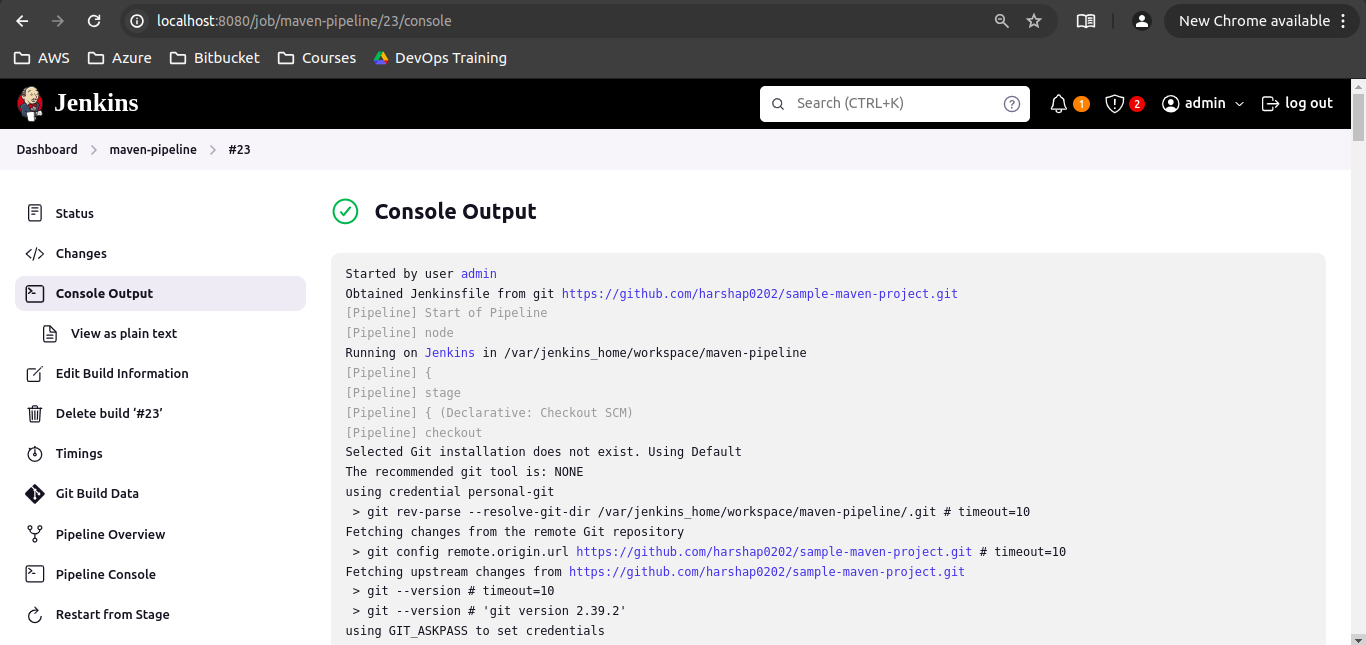 localhost:8080/job/maven-pipeline/23/console
New Chrome available
AWS
Azure
Bitbucket
Courses
DevOps Training
Jenkins
Search (CTRL+K)
?
1
2
admin
log out
Dashboard
maven-pipeline
#23
Status
Changes
Console Output
View as plain text
Edit Build Information
Delete build ‘#23’
Timings
Git Build Data
Pipeline Overview
Pipeline Console
Restart from Stage
Console Output
Started by user admin
Obtained Jenkinsfile from git https://github.com/harshap0202/sample-maven-project.git
[Pipeline] Start of Pipeline
[Pipeline] node
Running on Jenkins in /var/jenkins_home/workspace/maven-pipeline
[Pipeline] {
[Pipeline] stage
[Pipeline] { (Declarative: Checkout SCM)
[Pipeline] checkout
Selected Git installation does not exist. Using Default
The recommended git tool is: NONE
using credential personal-git
 > git rev-parse --resolve-git-dir /var/jenkins_home/workspace/maven-pipeline/.git # timeout=10
Fetching changes from the remote Git repository
 > git config remote.origin.url https://github.com/harshap0202/sample-maven-project.git # timeout=10
Fetching upstream changes from https://github.com/harshap0202/sample-maven-project.git
 > git --version # timeout=10
 > git --version # 'git version 2.39.2'
using GIT_ASKPASS to set credentials